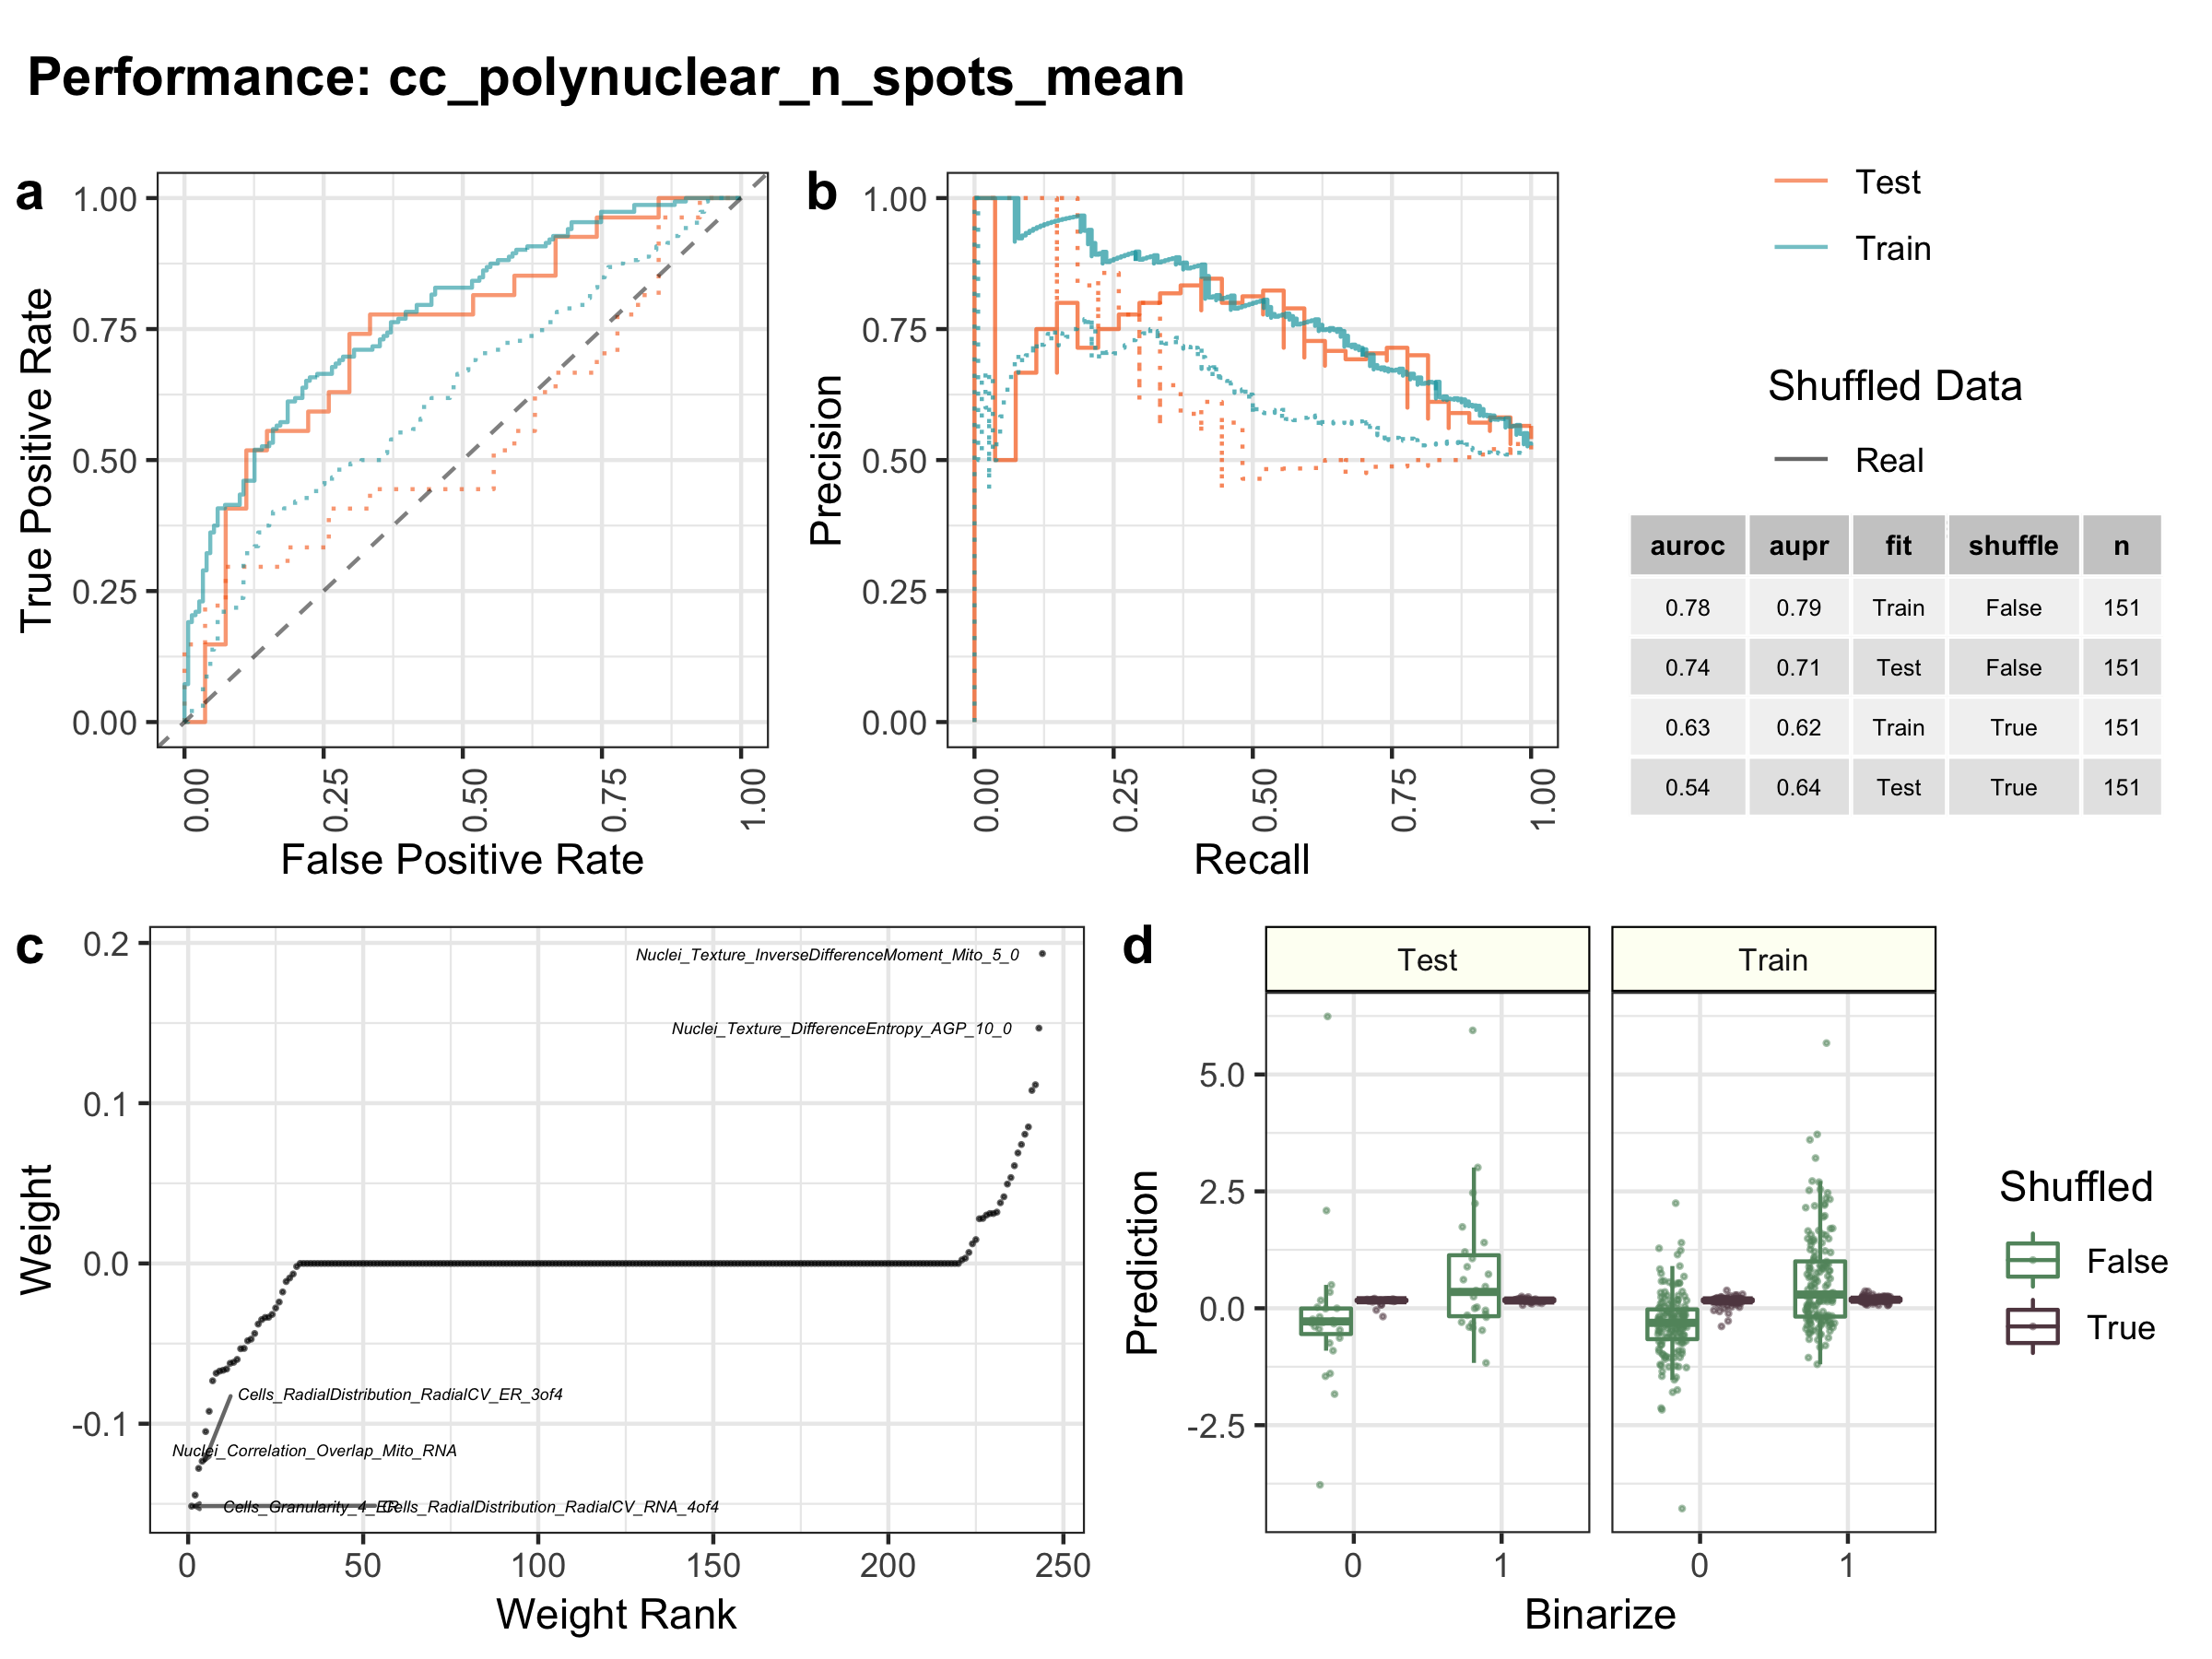 Performance: cc_polynuclear_n_spots_mean
a
1.00
0.75
0.50
0.25
0.00
True Positive Rate
0.00
0.25
0.50
0.75
1.00
False Positive Rate
b
1.00
0.75
0.50
0.25
0.00
Precision
0.00
0.25
0.50
0.75
1.00
Recall
Test
Train
Shuffled Data
Real
auroc aupr fit shuffle n
0.78 0.79 Train False 151
0.74 0.71 Test False 151
0.63 0.62 Train True 151
0.54 0.64 Test True 151
c
0.2
0.1
0.0
-0.1
Weight
Nuclei_Texture_InverseDifferenceMoment_Mito_5_0
Nuclei_Texture_DifferenceEntropy_AGP_10_0
Cells_RadialDistribution_RadialCV_ER_3of4
Nuclei_Correlation_Overlap_Mito_RNA
Cells_Granularity_4_ER
Cells_RadialDistribution_RadialCV_RNA_4of4
0
50
100
150
200
250
Weight Rank
d
Test
Train
5.0
2.5
0.0
-2.5
Prediction
0
1
0
1
Binarize
Shuffled
False
True